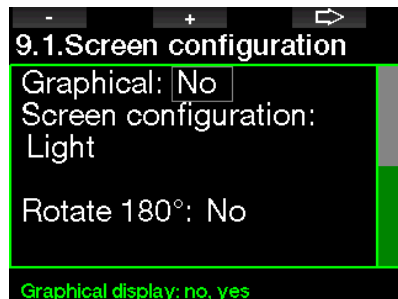 - +
9.1.Screen configuration
Graphical: No
Screen configuration:
Light
Rotate 180°: No
Graphical display: no, yes